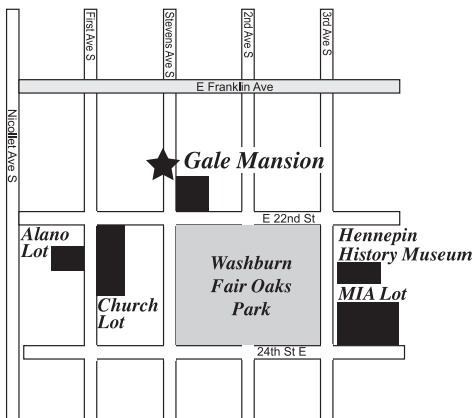 First Ave S
Stevens Ave S
2nd Ave S
3rd Ave S
E Franklin Ave
Nicollet Ave S
Gale Mansion
E 22nd St
Alano
Lot
Church
Lot
Washburn
Fair Oaks
Park
Hennepin
History Museum
MIA Lot
24th St E